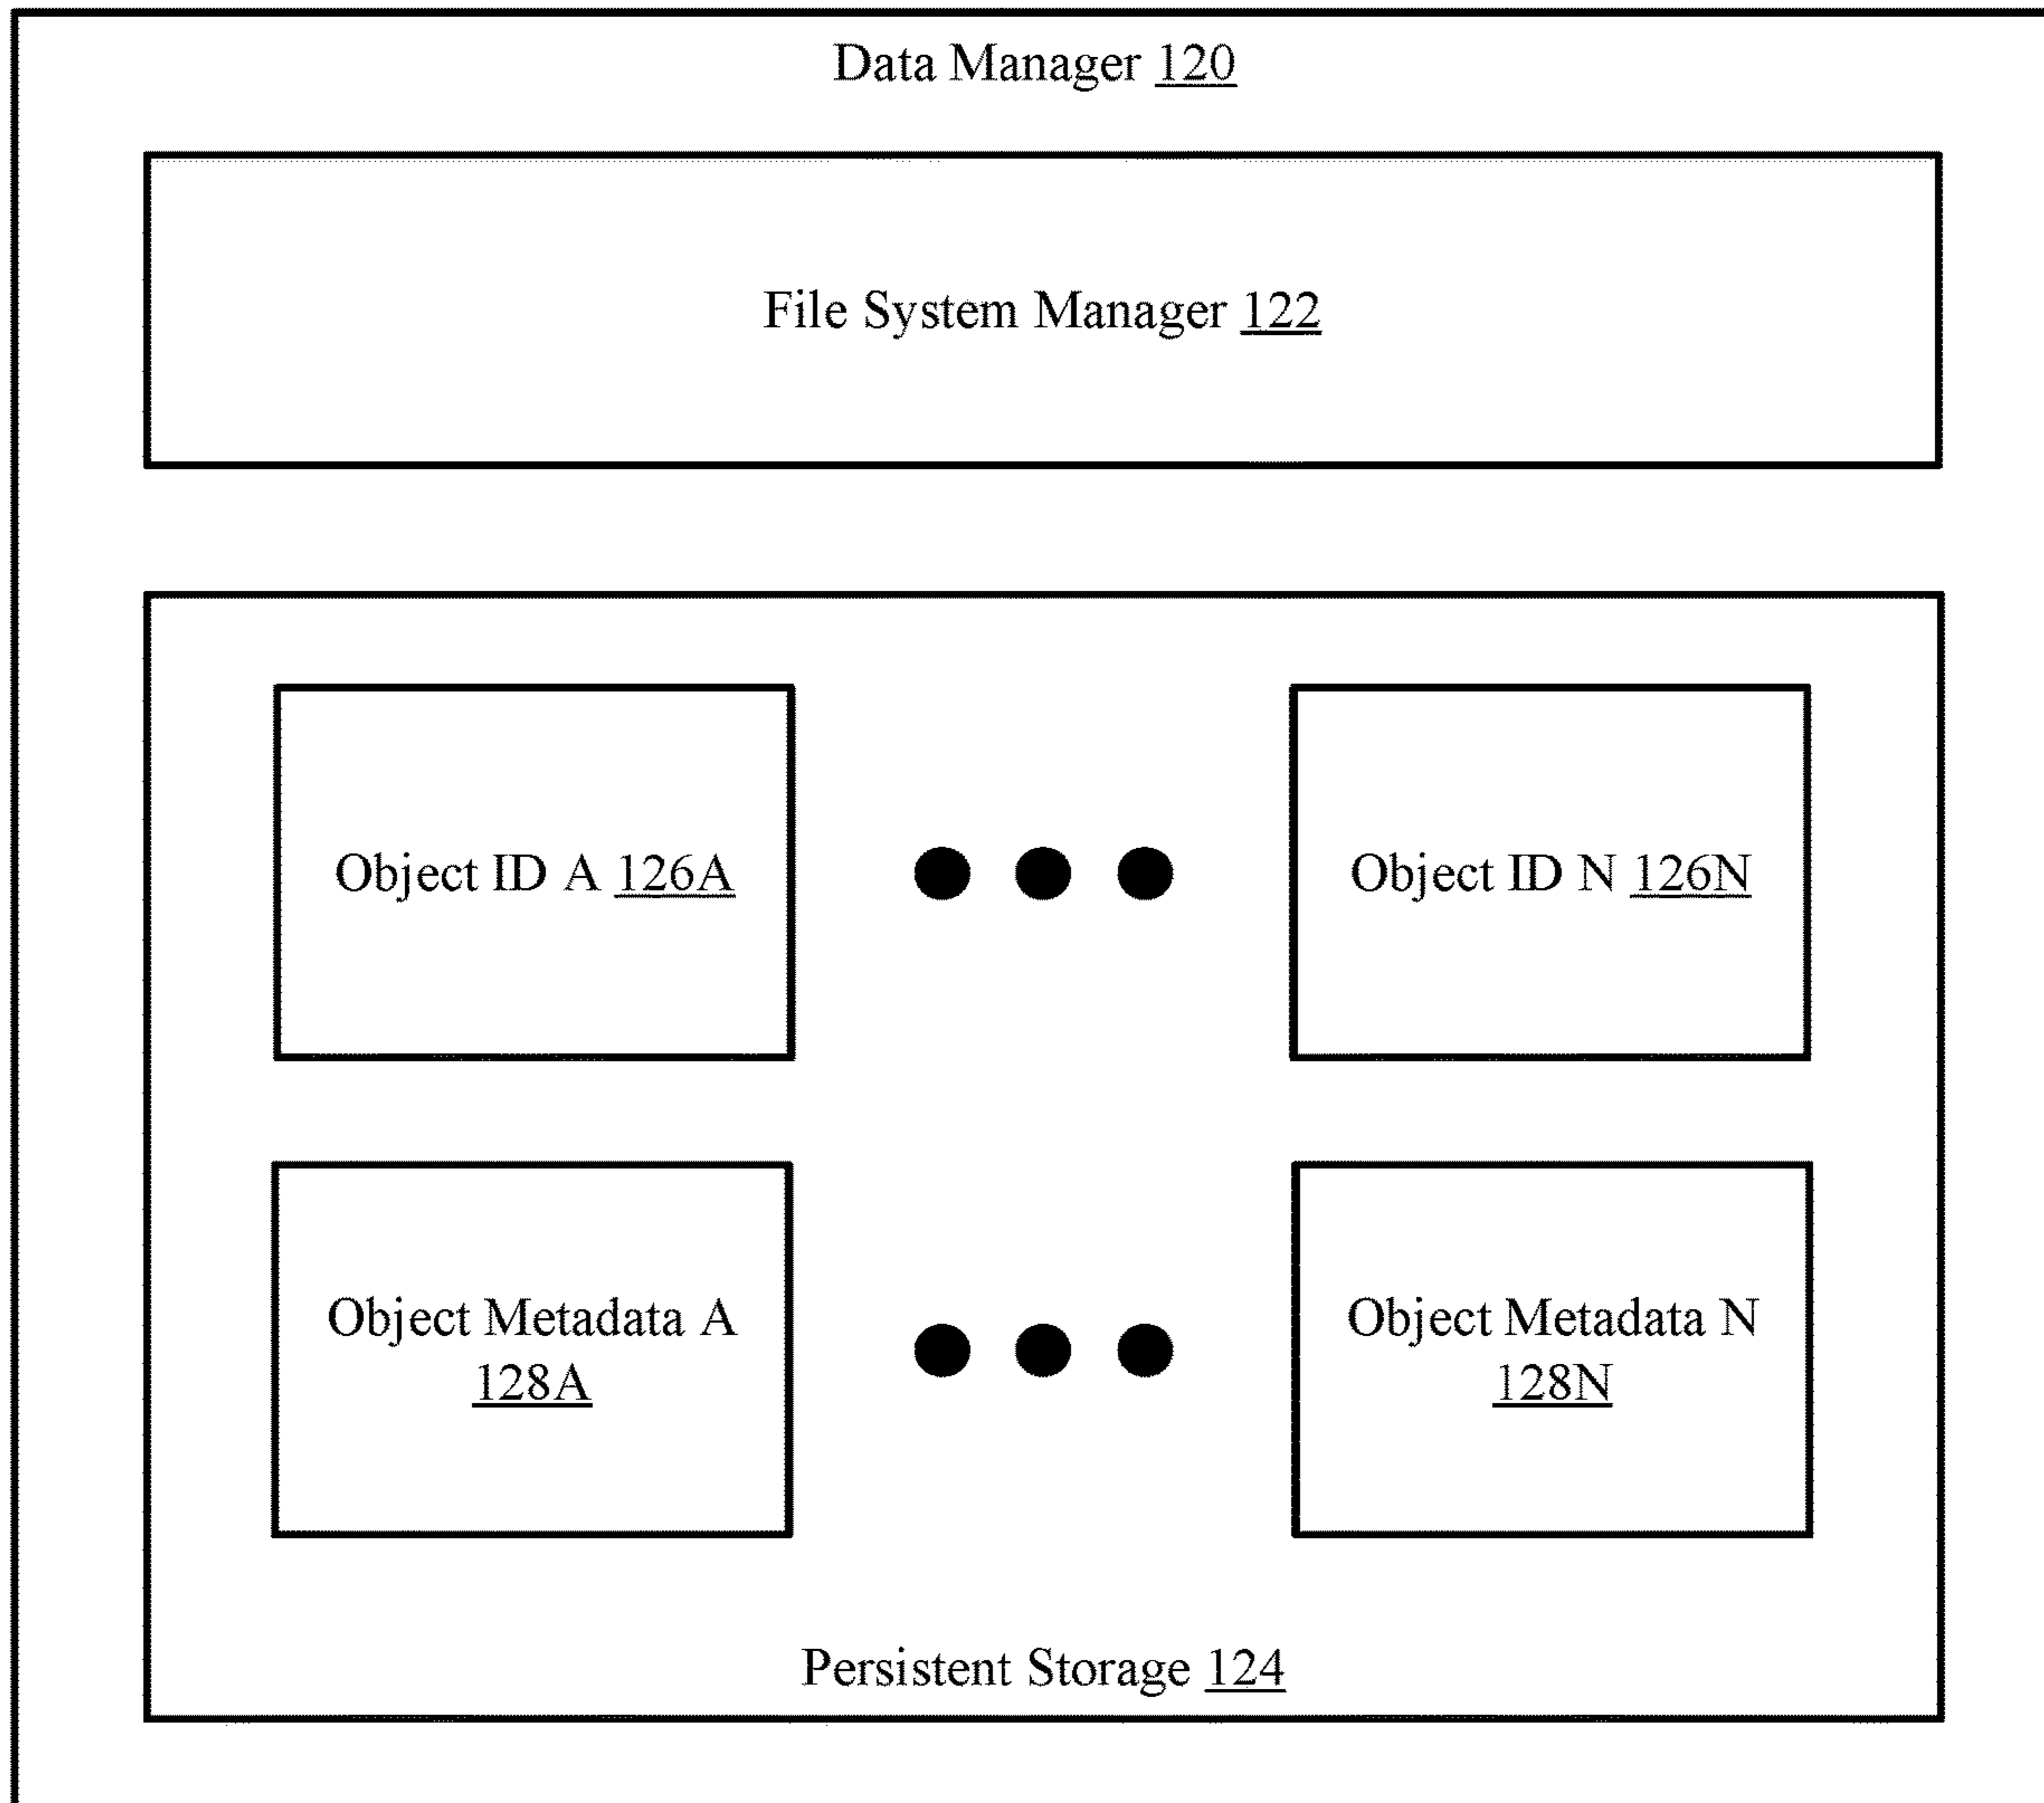 Data Manager 120
File System Manager 122
Object ID A 126A
Object ID N 126N
Object Metadata A
128A
Object Metadata N
128N
Persistent Storage 124